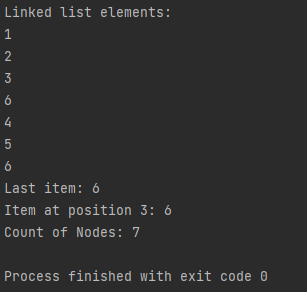 Linked list elements:
1
2
3
6
4
5
6
Last item: 6
Item at position 3: 6
Count of Nodes: 7
Process finished with exit code 0